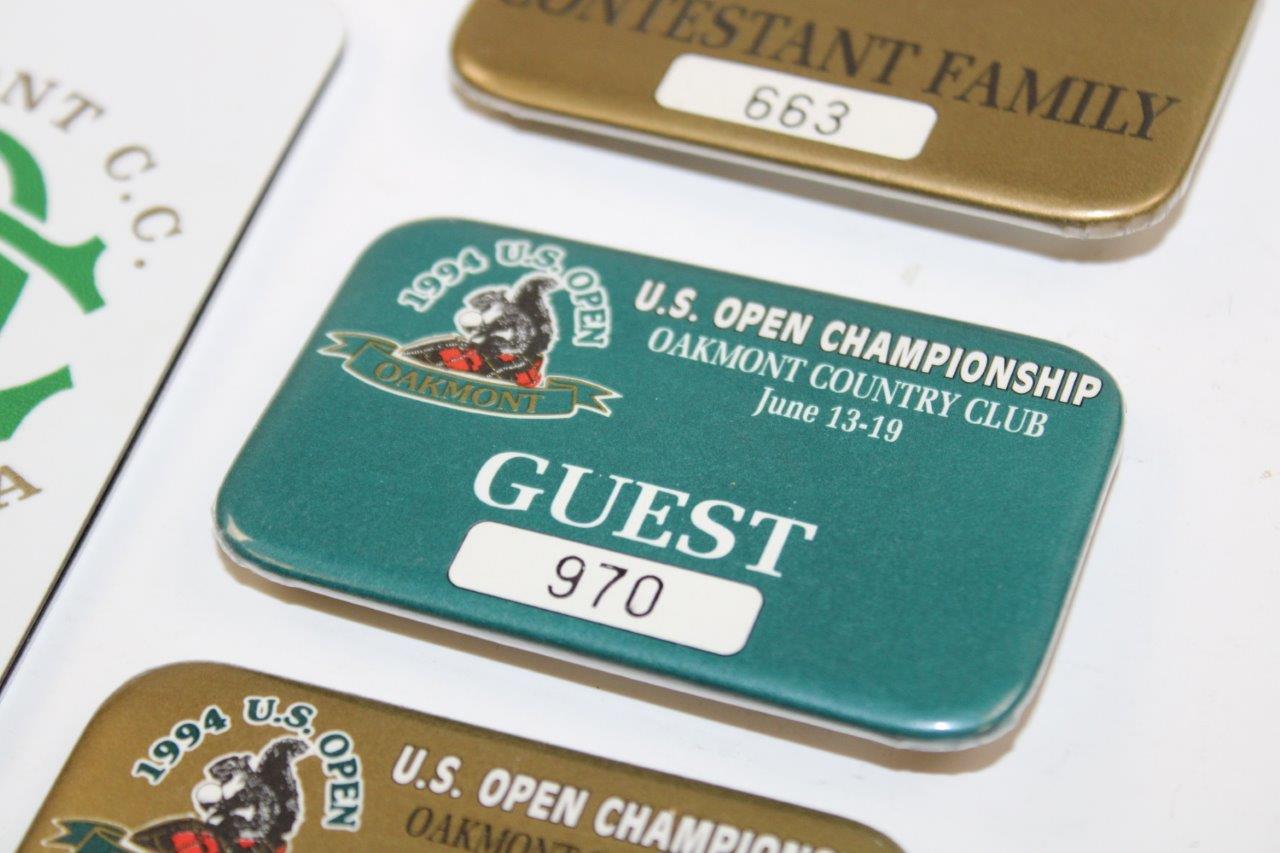 CONTESTANT FAMILY
663
C.C.
1994 U.S. OPEN
OAKMONT
U.S. OPEN CHAMPIONSHIP
OAKMONT COUNTRY CLUB
June 13-19
GUEST
970
1994 U.S. OPEN
U.S. OPEN
OAKMONT